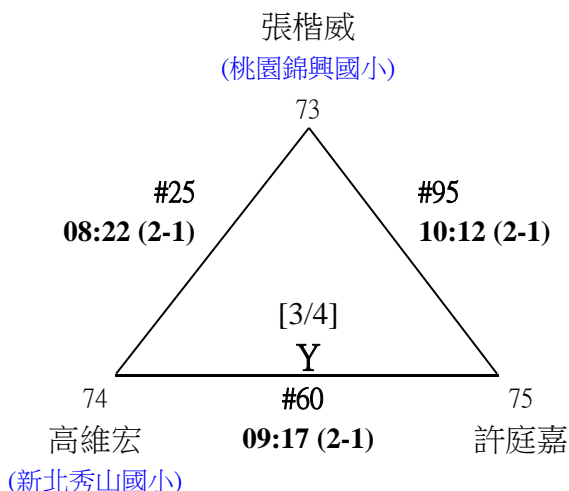 張楷威
(桃園錦興國小)
73
#25
#95
08:22 (2-1)
10:12 (2-1)
[3/4]
Y
74
#60
75
高維宏
09:17 (2-1)
許庭嘉
(新北秀山國小)